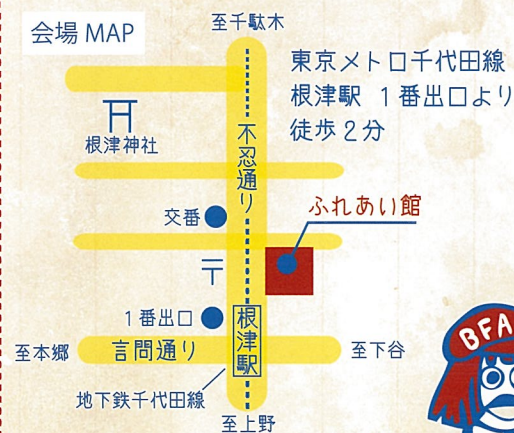 会場 MAP
至千駄木
東京メトロ千代田線
根津駅 1番出口より
徒歩2分
根津神社
不忍通り
交番
ふれあい館
〒
1番出口
根津駅
至本郷
言問通り
至下谷
地下鉄千代田線
至上野
BFA